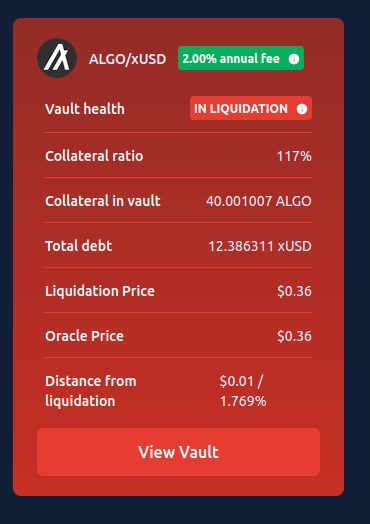 ALGO/xUSD 2.00% annual fee
Vault health IN LIQUIDATION
Collateral ratio 117%
Collateral in vault 40.001007 ALGO
Total debt 12.386311 xUSD
Liquidation Price $0.36
Oracle Price $0.36
Distance from $0.01 /
liquidation 1.769%
View Vault